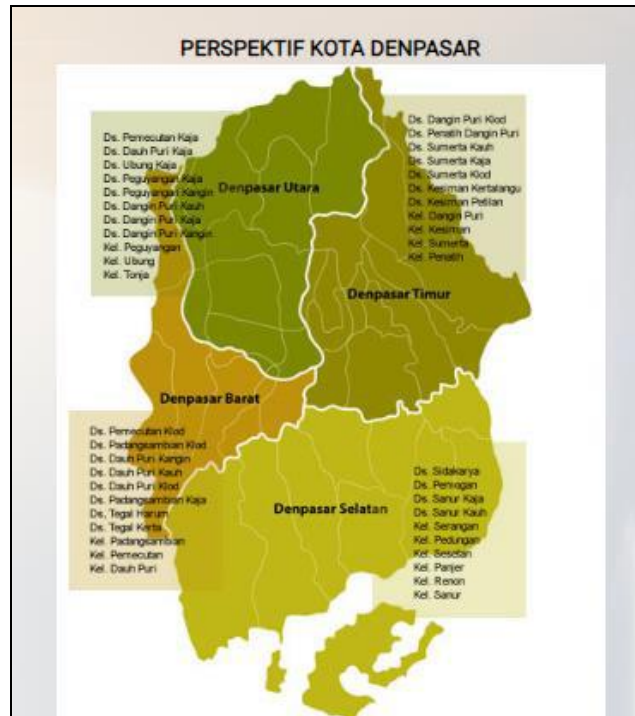 PERSPEKTIF KOTA DENPASAR
Ds. Pemecutan Kaja
Ds. Dauh Puri Kaja
Ds. Ubung Kaja
Ds. Peguyangan Kaja
Ds. Peguyangan Kangin
Ds. Dangin Puri Kauh
Ds. Dangin Puri Kaja
Ds. Dangin Puri Kangin
Kel. Peguyangan
Kel. Ubung
Kel. Tonja
Denpasar Utara
Ds. Dangin Puri Klod
Ds. Penatih Dangin Puri
Ds. Sumerta Kauh
Ds. Sumerta Kaja
Ds. Sumerta Klod
Ds. Kesiman Kertalangu
Ds. Kesiman Petilan
Kel. Dangin Puri
Kel. Kesiman
Kel. Sumerta
Kel. Penatih
Denpasar Timur
Denpasar Barat
Ds. Pemecutan Klod
Ds. Padangsambian Klod
Ds. Dauh Puri Kangin
Ds. Dauh Puri Kauh
Ds. Dauh Puri Klod
Ds. Padangsambian Kaja
Ds, Tegal Harum
Ds. Tegal Kerta
Kel. Padangsambian
Kel. Pemecutan
Kel. Dauh Puri
Denpasar Selatan
Ds. Sidakarya
Ds. Pemogan
Ds. Sanur Kaja
Ds. Sanur Kauh
Kel. Serangan
Kel. Pedungan
Kel. Sesetan
Kel. Panjer
Kel. Renon
Kel. Sanur